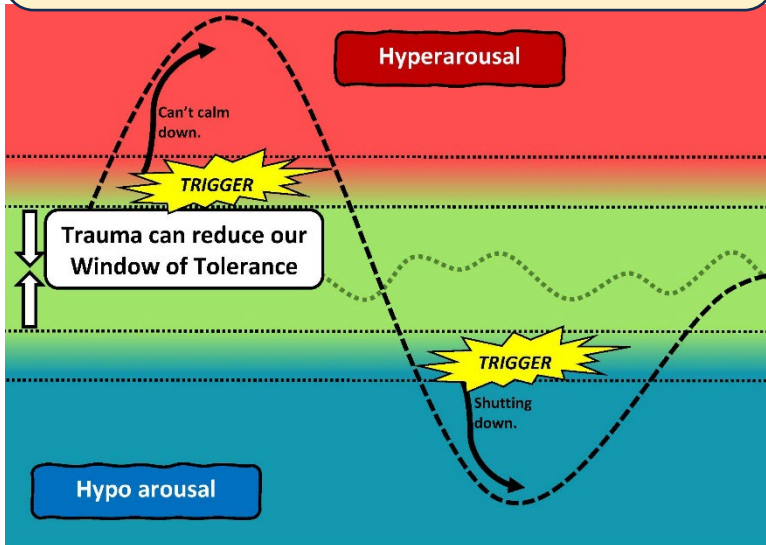 Hyperarousal
Can't calm
down.
TRIGGER
Trauma can reduce our
Window of Tolerance
TRIGGER
Shutting
down.
Hypo arousal